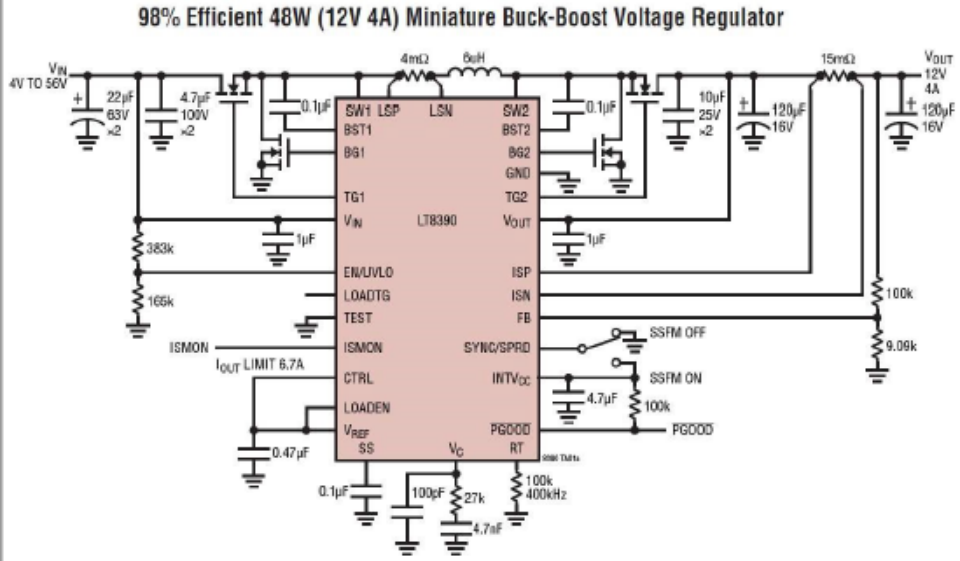 98% Efficient 48W (12V 4A) Miniature Buck-Boost Voltage Regulator
VIN
4V TO 56V
22µF
63V
×2
4.7µF
100V
×2
0.1µF
4mΩ
6uH
0.1µF
10µF
25V
×2
120µF
16V
15mΩ
VOUT
12V
4A
120µF
16V
SW1
LSP
LSN
SW2
BST1
BST2
BG1
BG2
GND
TG1
TG2
VIN
LT8390
VOUT
1µF
1µF
383k
165k
EN/UVLO
ISP
LOADTG
ISN
TEST
FB
100k
9.09k
ISMON
ISMON
SYNC/SPRD
SSFM OFF
SSFM ON
IOUT LIMIT 6.7A
CTRL
INTVCC
4.7µF
100k
LOADEN
VREF
PGOOD
PGOOD
0.47µF
SS
VC
RT
0.1µF
100pF
27k
4.7nF
100k
400kHz